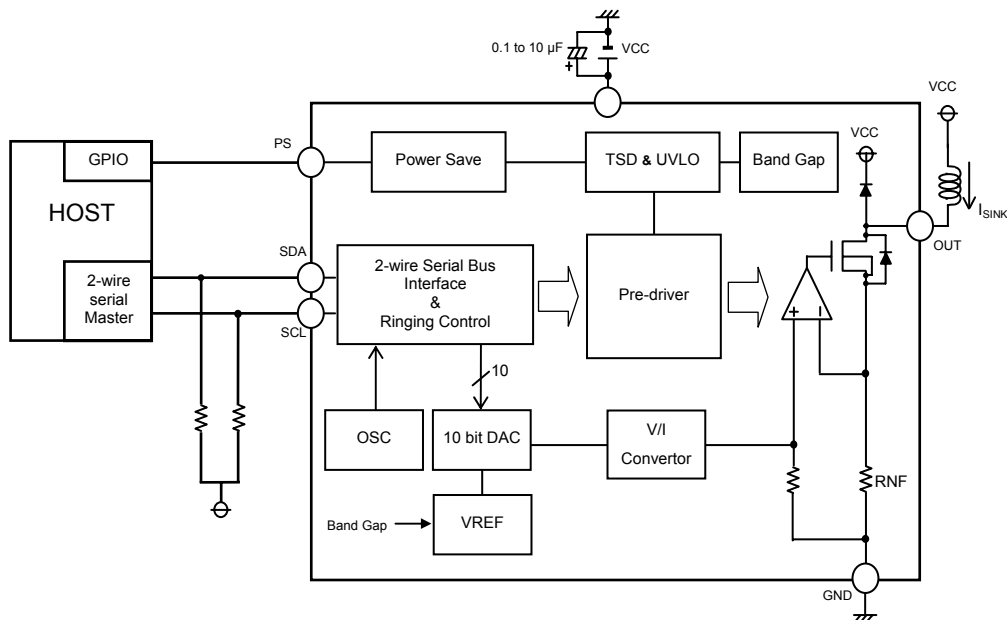 0.1 to 10 µF
+
VCC
VCC
PS
GPIO
HOST
2-wire
serial
Master
Power Save
TSD & UVLO
Band Gap
VCC
ISINK
OUT
SDA
SCL
2-wire Serial Bus
Interface
&
Ringing Control
Pre-driver
+ −
10
OSC
10 bit DAC
V/I
Convertor
RNF
Band Gap
VREF
GND